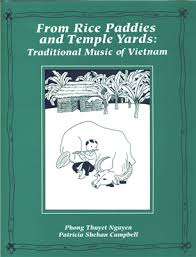 From Rice Paddies
and Temple Yards:
Traditional Music of Vietnam
Phong Thuyet Nguyen
Patricia Shehan Campbell